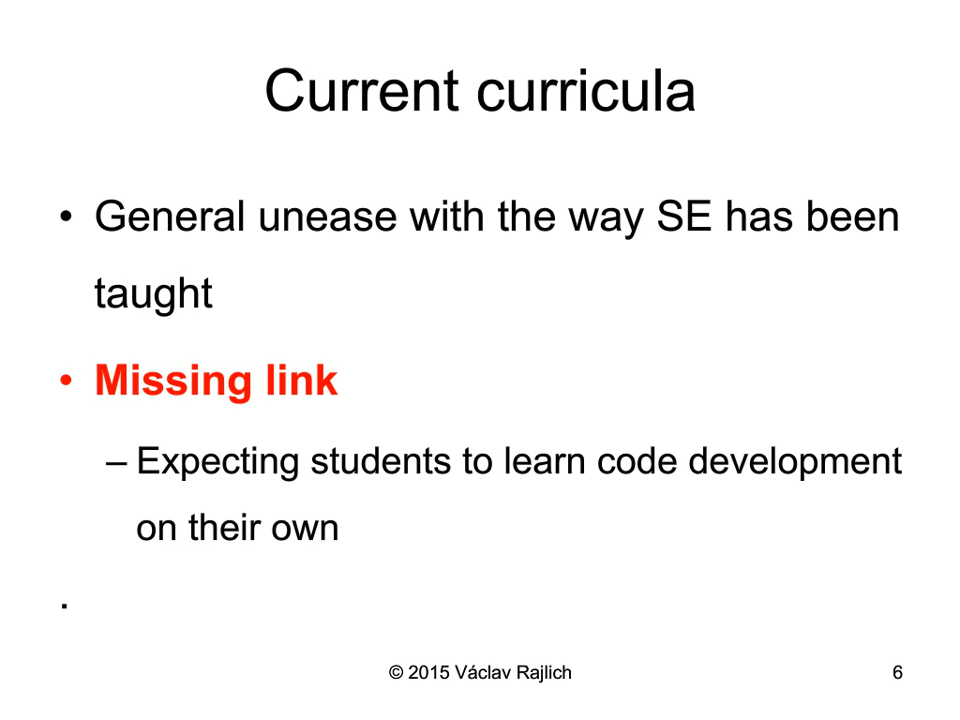 Current curricula
• General unease with the way SE has been
taught
• Missing link
– Expecting students to learn code development
on their own
.
© 2015 Václav Rajlich 6